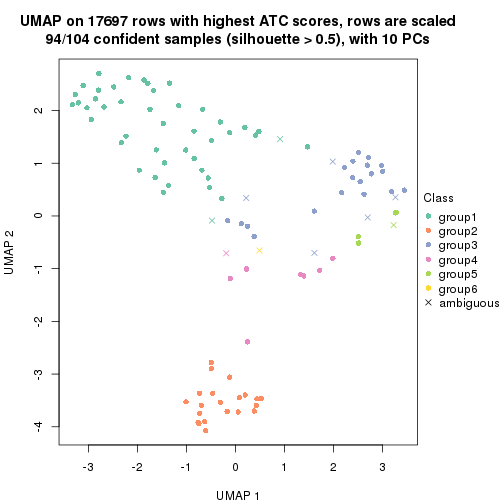 UMAP on 17697 rows with highest ATC scores, rows are scaled
94/104 confident samples (silhouette > 0.5), with 10 PCs
2
1
0
-1
-2
-3
-4
UMAP 2
-3
-2
-1
0
1
2
3
UMAP 1
Class
group1
group2
group3
group4
group5
group6
ambiguous